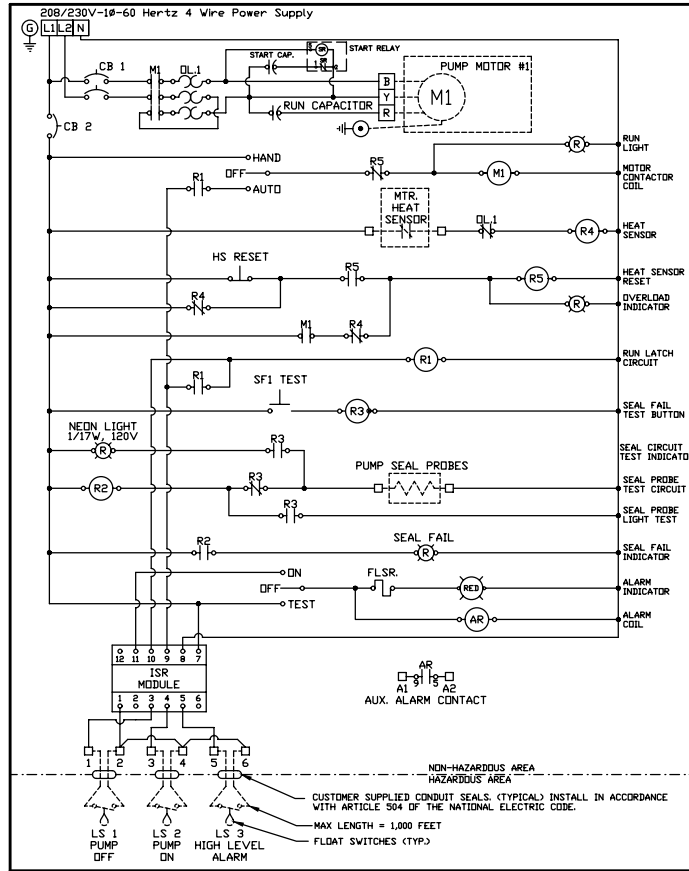 208/230V-1ø-60 Hertz 4 Wire Power Supply
G L1 L2 N
CB 1
M1
OL.1
START CAP.
SR
START RELAY
PUMP MOTOR #1
B
Y
R
M1
RUN CAPACITOR
CB 2
HAND
OFF
AUTO
R1
R5
M1
R
RUN LIGHT
MOTOR CONTACTOR COIL
MTR. HEAT SENSOR
OL.1
R4
HEAT SENSOR
HS RESET
R5
R5
HEAT SENSOR RESET
R4
R
OVERLOAD INDICATOR
M1
R4
R1
RUN LATCH CIRCUIT
R1
SF1 TEST
R3
SEAL FAIL TEST BUTTON
NEON LIGHT
1/17W, 120V
R
R3
SEAL CIRCUIT TEST INDICATO
PUMP SEAL PROBES
R2
R3
SEAL PROBE TEST CIRCUIT
R3
SEAL PROBE LIGHT TEST
R2
SEAL FAIL
R
SEAL FAIL INDICATOR
ON
OFF
TEST
FLSR.
RED
ALARM INDICATOR
AR
ALARM COIL
12 11 10 9 8 7
ISR
MODULE
1 2 3 4 5 6
AR
9 5
A1 A2
AUX. ALARM CONTACT
1 2 3 4 5 6
NON-HAZARDOUS AREA
HAZARDOUS AREA
CUSTOMER SUPPLIED CONDUIT SEALS. (TYPICAL) INSTALL IN ACCORDANCE
WITH ARTICLE 504 OF THE NATIONAL ELECTRIC CODE.
MAX LENGTH = 1,000 FEET
FLOAT SWITCHES (TYP.)
LS 1
PUMP
OFF
LS 2
PUMP
ON
LS 3
HIGH LEVEL
ALARM